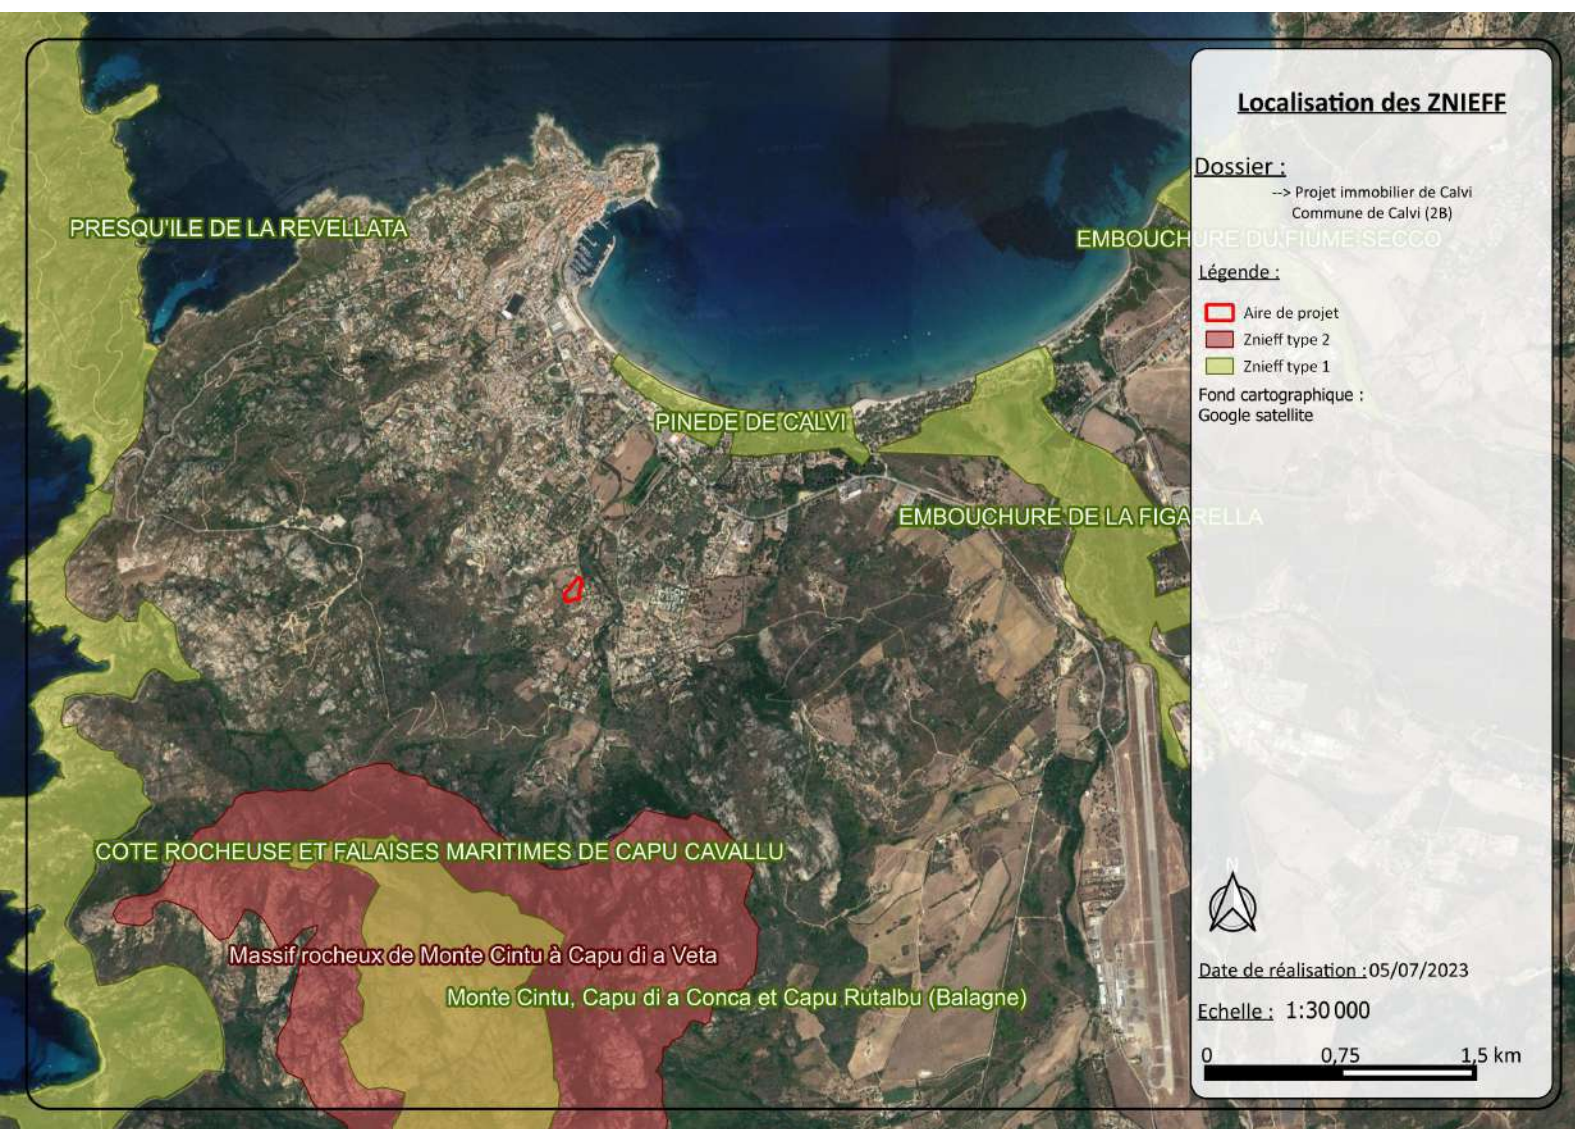 Localisation des ZNIEFF
Dossier :
--> Projet immobilier de Calvi
Commune de Calvi (2B)
PRESQU'ILE DE LA REVELLATA
EMBOUCHURE DU FIUME SECCO
Légende :
Aire de projet
Znieff type 2
Znieff type 1
Fond cartographique :
Google satellite
PINEDE DE CALVI
EMBOUCHURE DE LA FIGARELLA
COTE ROCHEUSE ET FALAISES MARITIMES DE CAPU CAVALLU
Massif rocheux de Monte Cintu à Capu di a Veta
Monte Cintu, Capu di a Conca et Capu Rutalbu (Balagne)
N
Date de réalisation : 05/07/2023
Echelle : 1:30 000
0 0,75 1,5 km